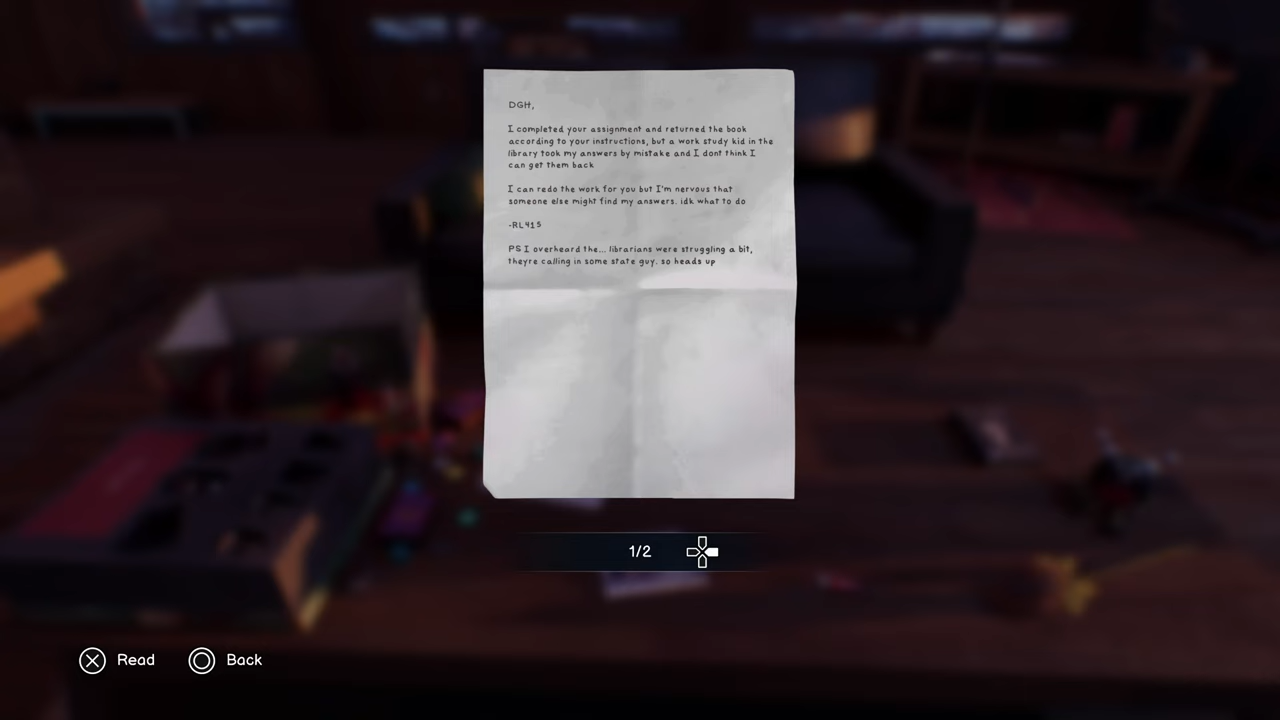 DGH,
I completed your assignment and returned the book
according to your instructions, but a work study kid in the
library took my answers by mistake and I dont think I
can get them back
I can redo the work for you but I'm nervous that
someone else might find my answers. idk what to do
-RL415
PS I overheard the... librarians were struggling a bit,
theyre calling in some state guy. so heads up
1/2
Read
Back